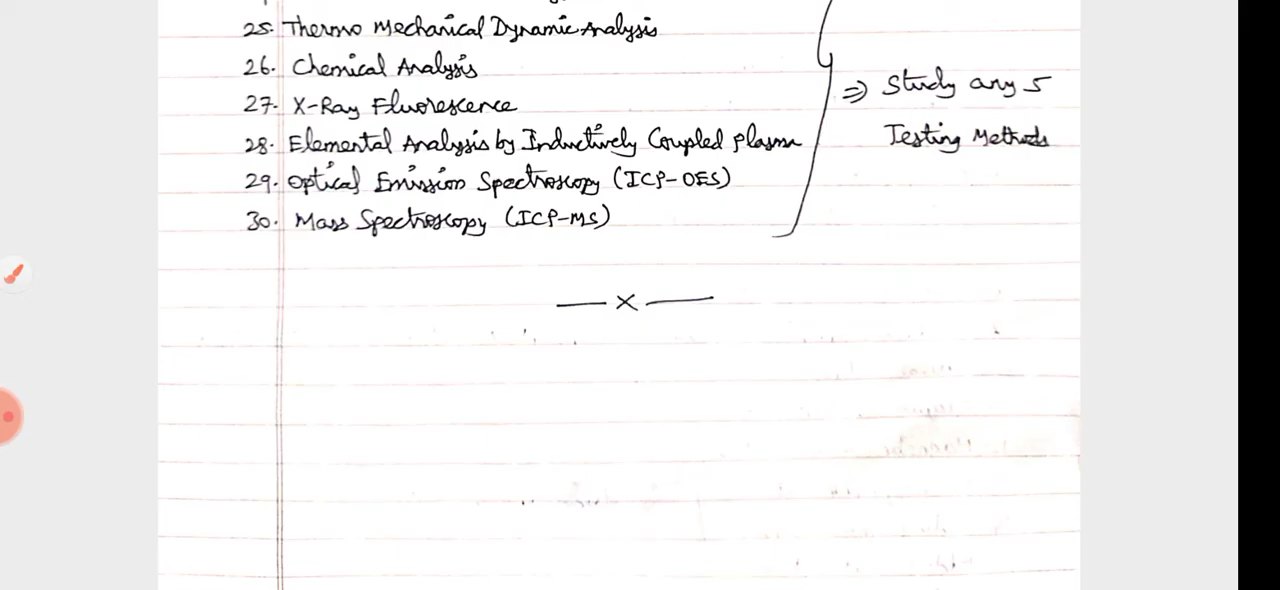 25. Thermo Mechanical Dynamic Analysis
26. Chemical Analysis
27. X-Ray Fluorescence
28. Elemental Analysis by Inductively Coupled Plasma
29. Optical Emission Spectroscopy (ICP-OES)
30. Mass Spectroscopy (ICP-MS)
=> Study any 5
Testing Methods
— x —